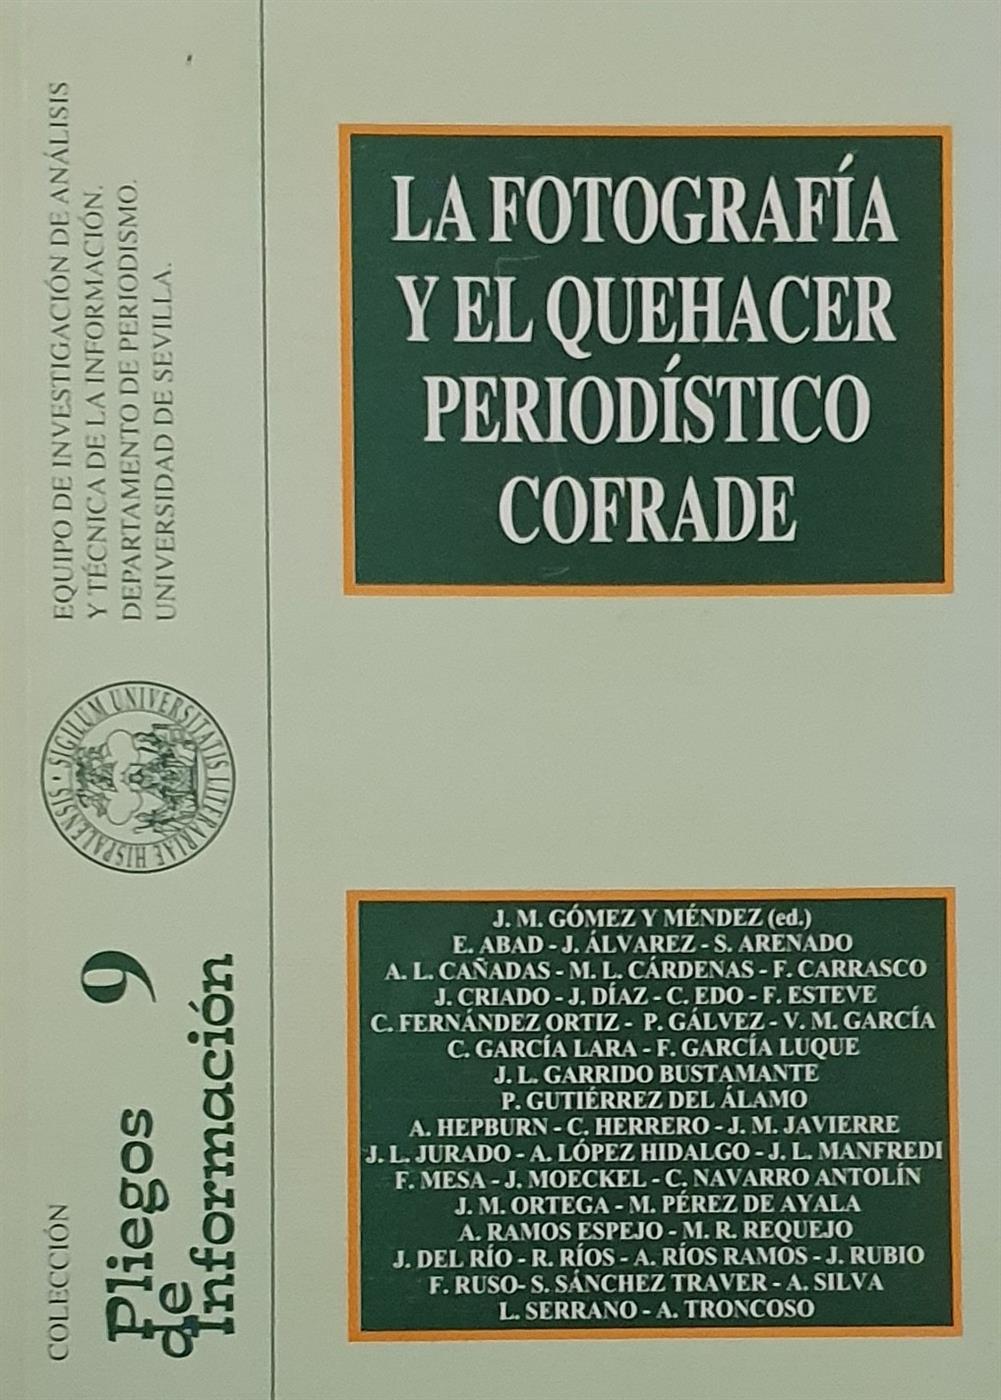 LA FOTOGRAFÍA
Y EL QUEHACER
PERIODÍSTICO
COFRADE
J. M. GÓMEZ Y MÉNDEZ (ed.)
E. ABAD - J. ÁLVAREZ - S. ARENADO
A. L. CAÑADAS - M. L. CÁRDENAS - F. CARRASCO
J. CRIADO - J. DÍAZ - C. EDO - F. ESTEVE
C. FERNÁNDEZ ORTIZ - P. GÁLVEZ - V. M. GARCÍA
C. GARCÍA LARA - F. GARCÍA LUQUE
J. L. GARRIDO BUSTAMANTE
P. GUTIÉRREZ DEL ÁLAMO
A. HEPBURN - C. HERRERO - J. M. JAVIERRE
J. L. JURADO - A. LÓPEZ HIDALGO - J. L. MANFREDI
F. MESA - J. MOECKEL - C. NAVARRO ANTOLÍN
J. M. ORTEGA - M. PÉREZ DE AYALA
A. RAMOS ESPEJO - M. R. REQUEJO
J. DEL RÍO - R. RÍOS - A. RÍOS RAMOS - J. RUBIO
F. RUSO- S. SÁNCHEZ TRAVER - A. SILVA
L. SERRANO - A. TRONCOSO
COLECCIÓN
Pliegos 9
de
Información
SIGILUM UNIVERSITATIS LITERARIAE HISPALENSIS
EQUIPO DE INVESTIGACIÓN DE ANÁLISIS
Y TÉCNICA DE LA INFORMACIÓN.
DEPARTAMENTO DE PERIODISMO.
UNIVERSIDAD DE SEVILLA.